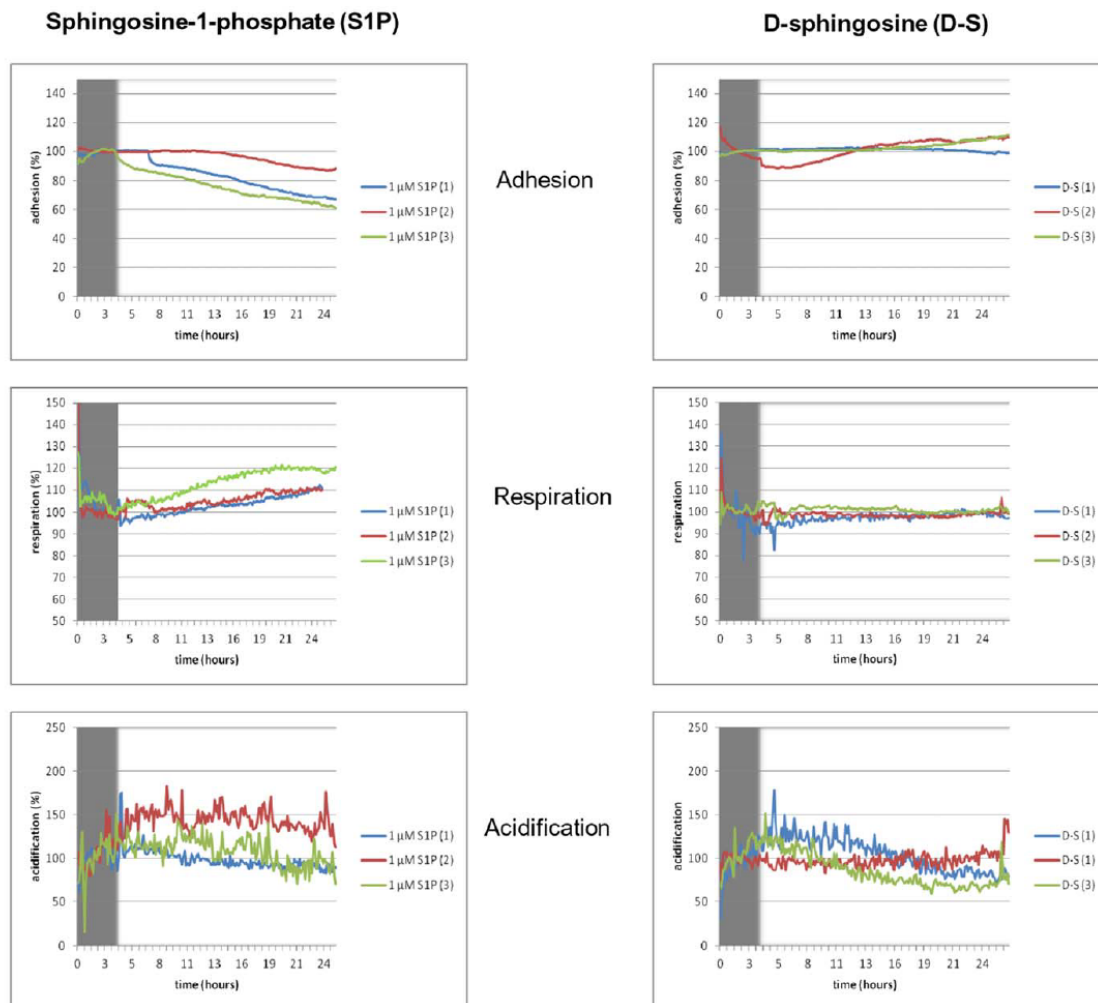 Sphingosine-1-phosphate (S1P)
D-sphingosine (D-S)
adhesion (%)
140
120
100
80
60
40
20
0
0 3 5 8 11 13 16 19 21 24
time (hours)
1 µM S1P (1)
1 µM S1P (2)
1 µM S1P (3)
Adhesion
adhesion (%)
140
120
100
80
60
40
20
0
0 3 5 8 11 13 16 19 21 24
time (hours)
D-S (1)
D-S (2)
D-S (3)
respiration (%)
150
140
130
120
110
100
90
80
70
60
50
0 3 5 8 11 13 16 19 21 24
time (hours)
1 µM S1P (1)
1 µM S1P (2)
1 µM S1P (3)
Respiration
respiration
150
140
130
120
110
100
90
80
70
60
50
0 3 5 8 11 13 16 19 21 24
time (hours)
D-S (1)
D-S (2)
D-S (3)
acidification (%)
250
200
150
100
50
0
0 3 5 8 11 13 16 19 21 24
time (hours)
1 µM S1P (1)
1 µM S1P (2)
1 µM S1P (3)
Acidification
acidification
250
200
150
100
50
0
0 3 5 8 11 13 16 19 21 24
time (hours)
D-S (1)
D-S (1)
D-S (3)